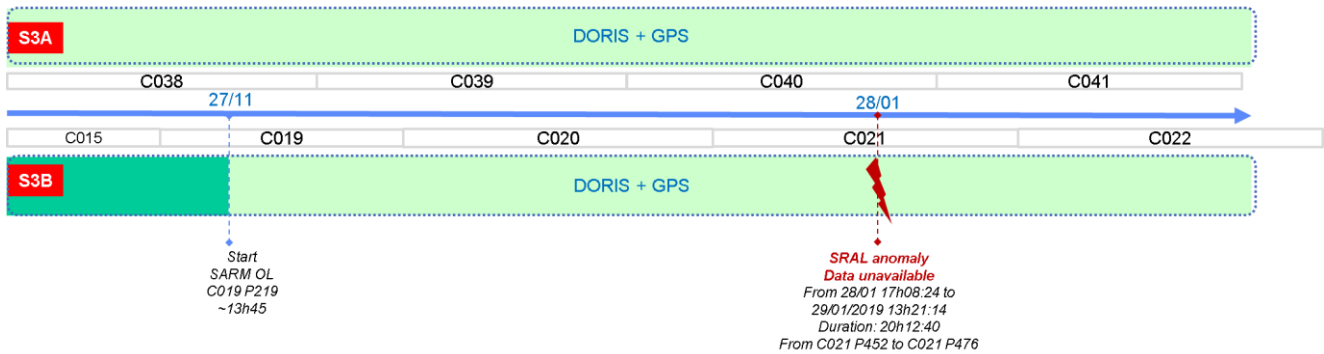 S3A
DORIS + GPS
C038 C039 C040 C041
27/11 28/01
C015 C019 C020 C021 C022
S3B
DORIS + GPS
Start
SARM OL
C019 P219
~13h45
SRAL anomaly
Data unavailable
From 28/01 17h08:24 to
29/01/2019 13h21:14
Duration: 20h12:40
From C021 P452 to C021 P476